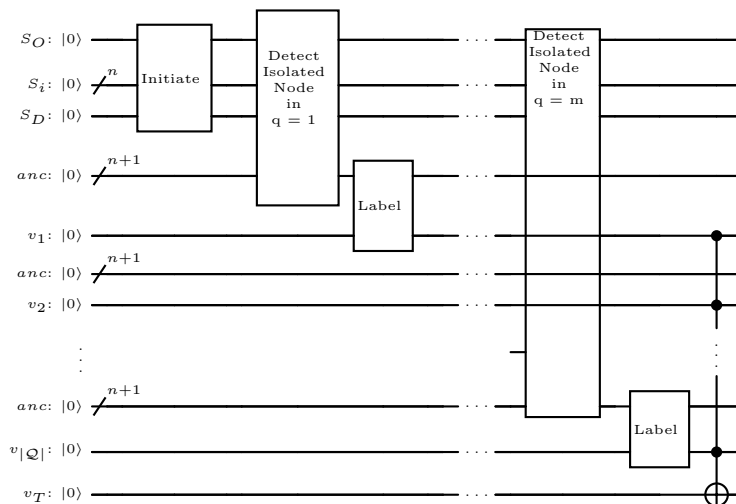 S_O: |0⟩
Initiate
Detect
Isolated
Node
in
q = 1
· · ·
Detect
Isolated
Node
in
q = m
S_i: |0⟩
n
· · ·
S_D: |0⟩
· · ·
anc: |0⟩
n+1
· · ·
Label
v_1: |0⟩
· · ·
anc: |0⟩
n+1
· · ·
v_2: |0⟩
· · ·
anc: |0⟩
n+1
· · ·
Label
v_{|𝒬|}: |0⟩
· · ·
v_T: |0⟩
· · ·